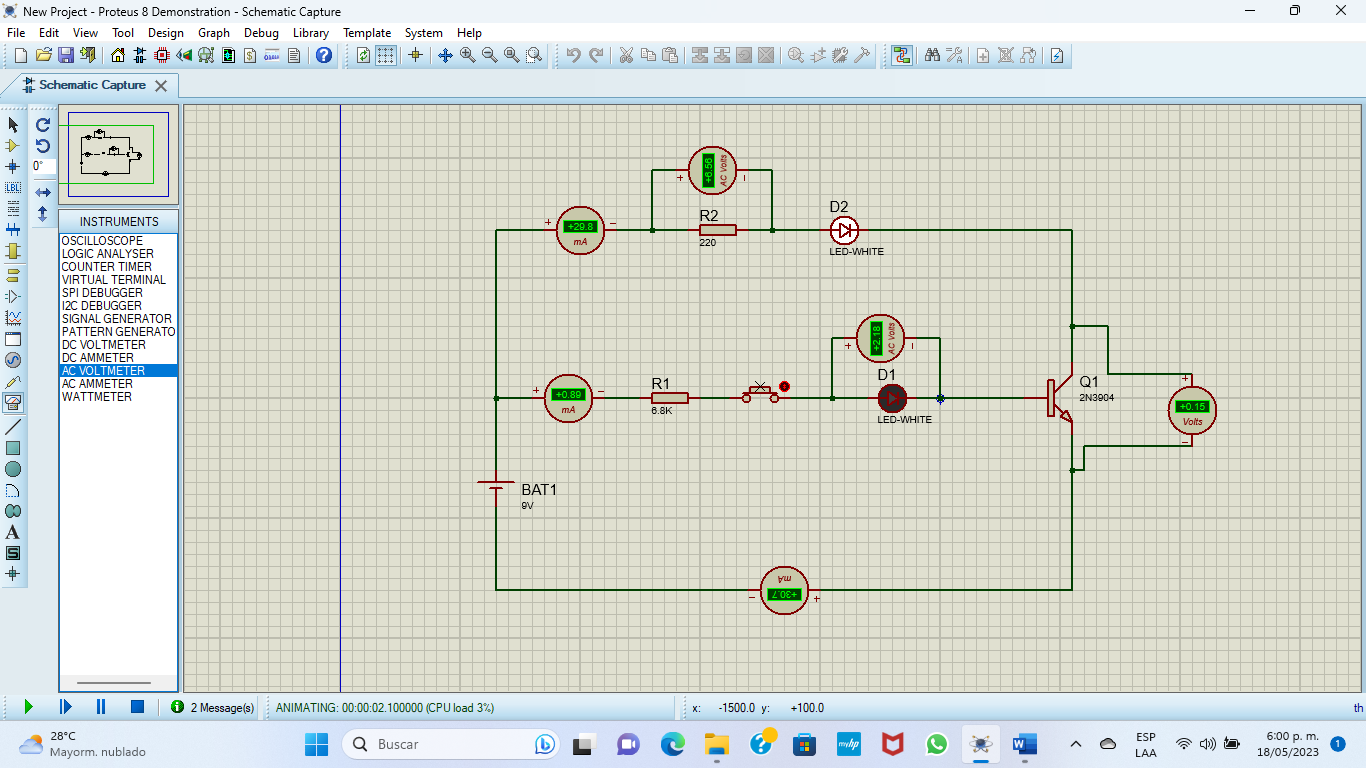 New Project - Proteus 8 Demonstration - Schematic Capture
File Edit View Tool Design Graph Debug Library Template System Help
Schematic Capture
LBL
0°
INSTRUMENTS
OSCILLOSCOPE
LOGIC ANALYSER
COUNTER TIMER
VIRTUAL TERMINAL
SPI DEBUGGER
I2C DEBUGGER
SIGNAL GENERATOR
PATTERN GENERATO
DC VOLTMETER
DC AMMETER
AC VOLTMETER
AC AMMETER
WATTMETER
A
S
+6.56
AC Volts
+ −
R2
220
+ −
+29.8
mA
D2
LED-WHITE
+2.18
AC Volts
+ −
D1
LED-WHITE
+ −
+0.89
mA
R1
6.8K
Q1
2N3904
+
+0.15
Volts
−
BAT1
9V
mA
+30.7
− +
2 Message(s)
ANIMATING: 00:00:02.100000 (CPU load 3%)
x: -1500.0 y: +100.0
th
28°C
Mayorm. nublado
Buscar
myhp
ESP
LAA
6:00 p. m.
18/05/2023
1